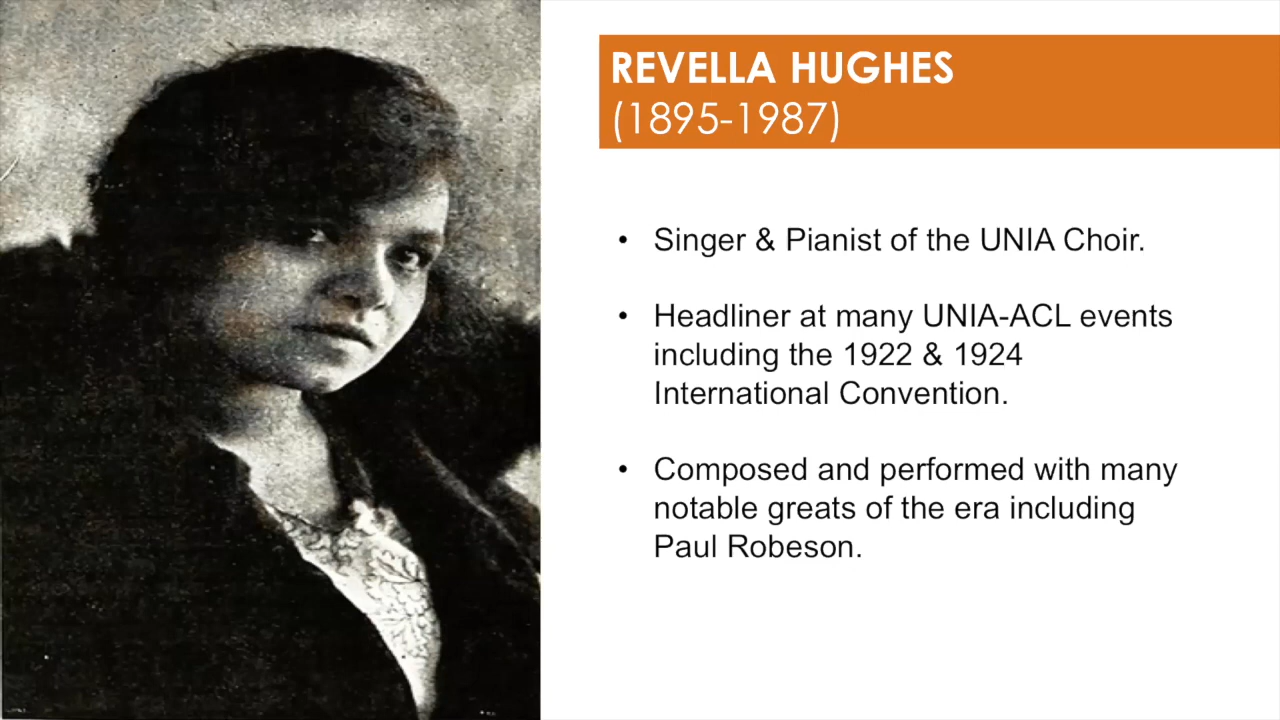 REVELLA HUGHES
(1895-1987)
• Singer & Pianist of the UNIA Choir.
• Headliner at many UNIA-ACL events
including the 1922 & 1924
International Convention.
• Composed and performed with many
notable greats of the era including
Paul Robeson.